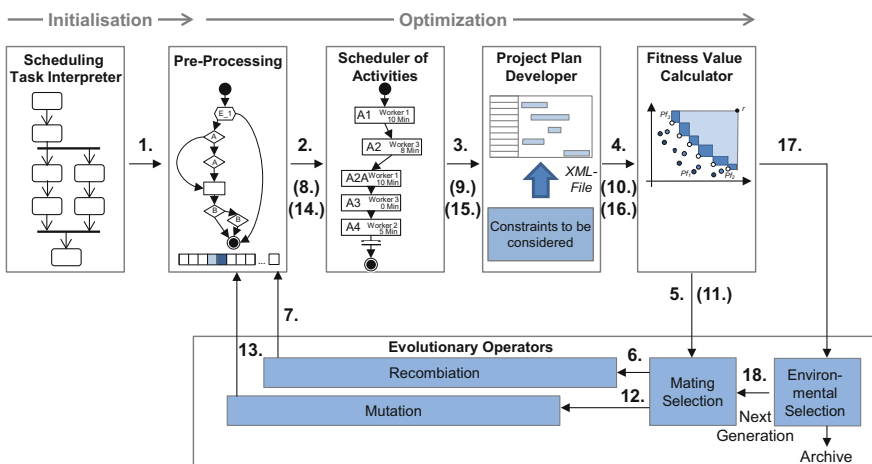 Initialisation
Optimization
Scheduling
Task Interpreter
Pre-Processing
Scheduler of
Activities
Project Plan
Developer
Fitness Value
Calculator
1.
E_1
A
A
B
B
...
2.
(8.)
(14.)
A1 Worker 1
10 Min
A2 Worker 3
8 Min
A2A Worker 1
10 Min
A3 Worker 3
0 Min
A4 Worker 2
5 Min
3.
(9.)
(15.)
XML-
File
Constraints to be
considered
4.
(10.)
(16.)
r
Pf1
Pf2
17.
5. (11.)
7.
13.
Evolutionary Operators
Recombiation
6.
Mutation
12.
Mating
Selection
18.
Next
Generation
Environ-
mental
Selection
Archive